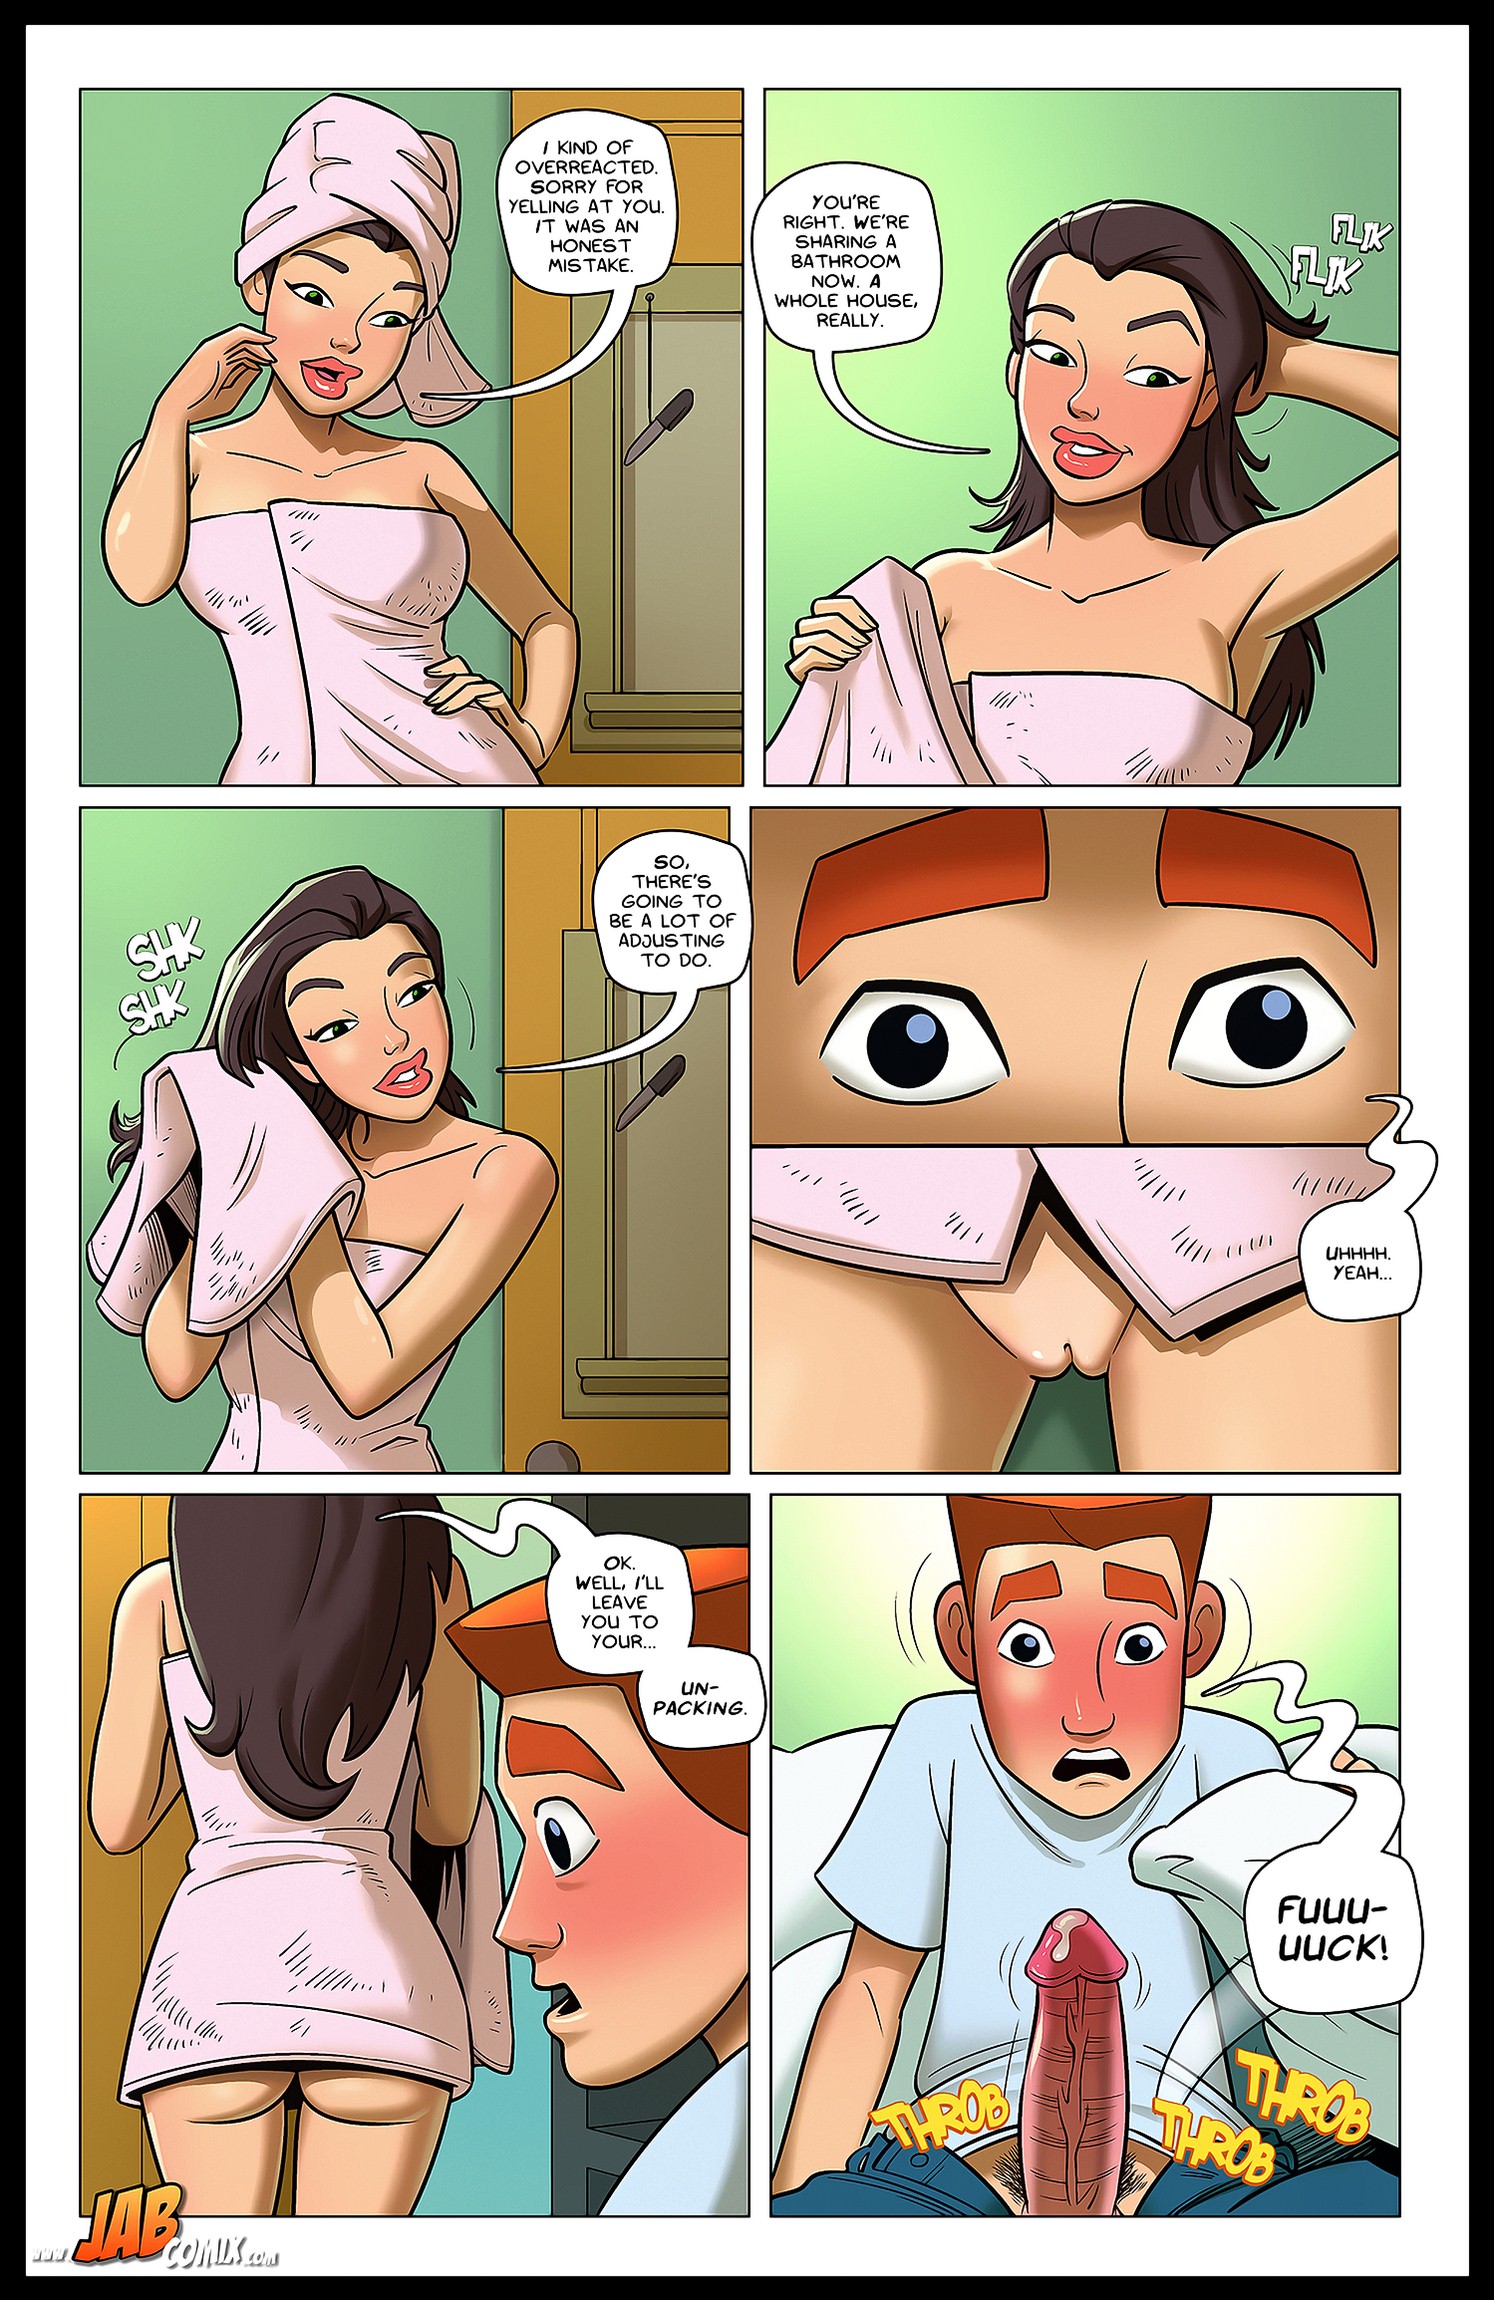 I KIND OF
OVERREACTED.
SORRY FOR
YELLING AT YOU.
IT WAS AN
HONEST
MISTAKE.
YOU'RE
RIGHT. WE'RE
SHARING A
BATHROOM
NOW. A
WHOLE HOUSE,
REALLY.
FLIK
FLIK
SHK
SHK
SO,
THERE'S
GOING TO
BE A LOT OF
ADJUSTING
TO DO.
UHHHH.
YEAH...
OK.
WELL, I'LL
LEAVE
YOU TO
YOUR...
UN-
PACKING.
FUUU-
UUCK!
THROB
THROB
THROB
www.JABCOMIX.com